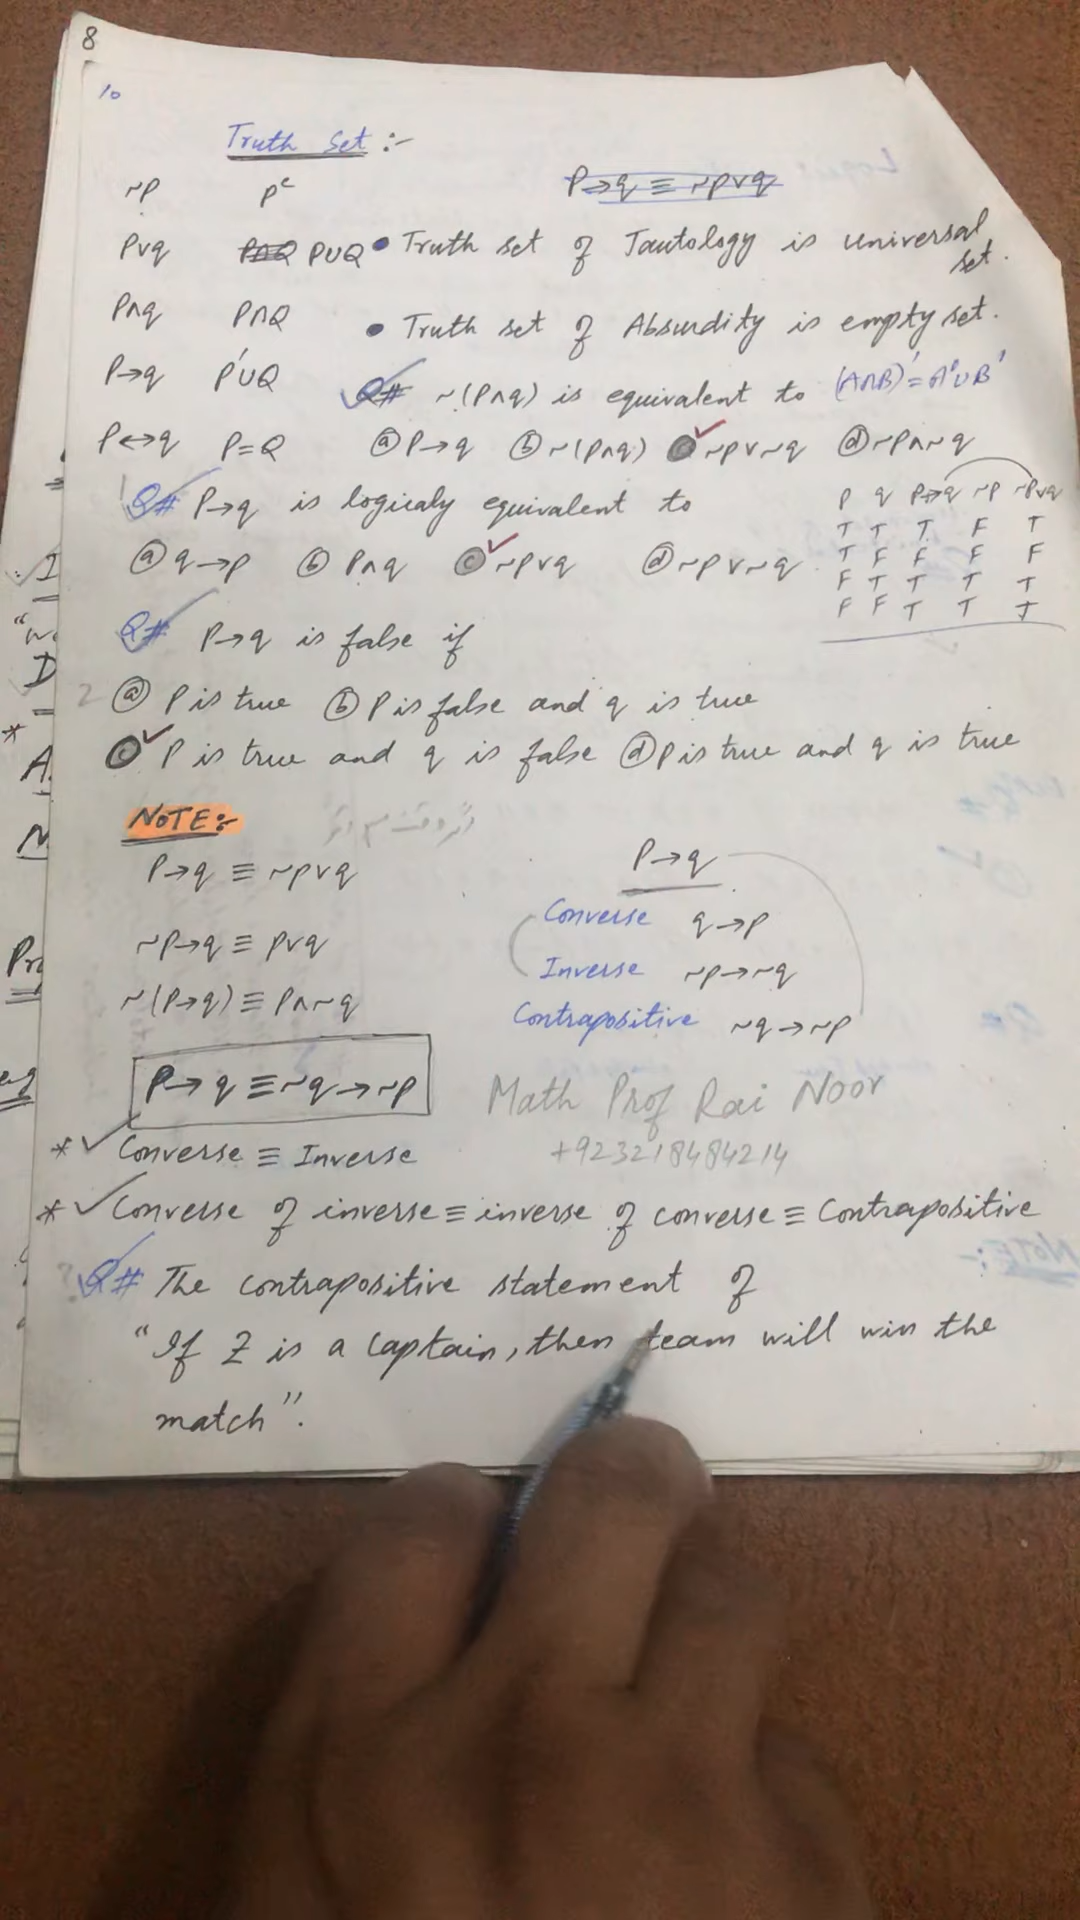 8
10
Truth Set :-
~p p^c
p→q ≡ ~p∨q
p∨q P∩Q P∪Q • Truth set of Tautology is universal set.
p∧q P∩Q • Truth set of Absurdity is empty set.
p→q P′∪Q Q# ~(p∧q) is equivalent to (A∩B)′=A′∪B′
p↔q P=Q ⓐ p→q ⓑ ~(p∧q) ⓒ ~p∨~q ⓓ ~p∧~q
Q# p→q is logicaly equivalent to
ⓐ q→p ⓑ p∧q ⓒ ~p∨q ⓓ ~p∨~q
p q p→q ~p ~p∨q
T T T F T
T F F F F
F T T T T
F F T T T
Q# p→q is false if
2 ⓐ p is true ⓑ p is false and q is true
ⓒ p is true and q is false ⓓ p is true and q is true
NOTE:-
p→q ≡ ~p∨q
~p→q ≡ p∨q
~(p→q) ≡ p∧~q
p→q ≡ ~q→~p
p→q
Converse q→p
Inverse ~p→~q
Contrapositive ~q→~p
Math Prof Rai Noor
+923218484214
* ✓ Converse ≡ Inverse
* ✓ Converse of inverse ≡ inverse of converse ≡ Contrapositive
Q# The contrapositive statement of
"If Z is a Captain, then team will win the
match".